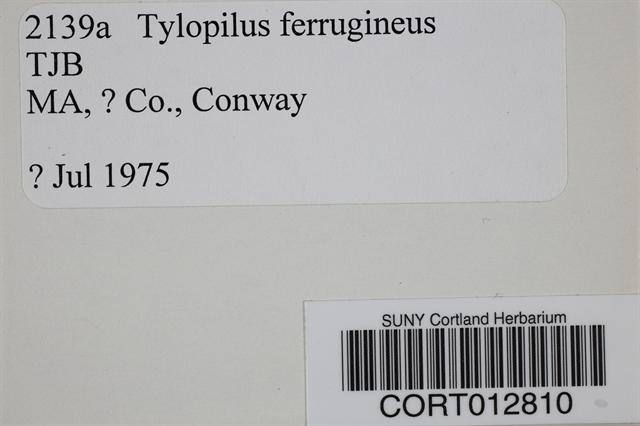 2139a Tylopilus ferrugineus
TJB
MA, ? Co., Conway
? Jul 1975
SUNY Cortland Herbarium
CORT012810